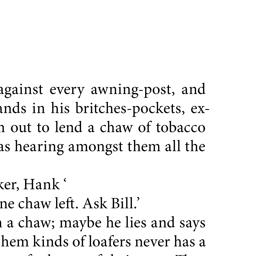 against every awning-post, and
ands in his britches-pockets, ex-
n out to lend a chaw of tobacco
as hearing amongst them all the
ker, Hank ‘
ne chaw left. Ask Bill.’
n a chaw; maybe he lies and says
hem kinds of loafers never has a